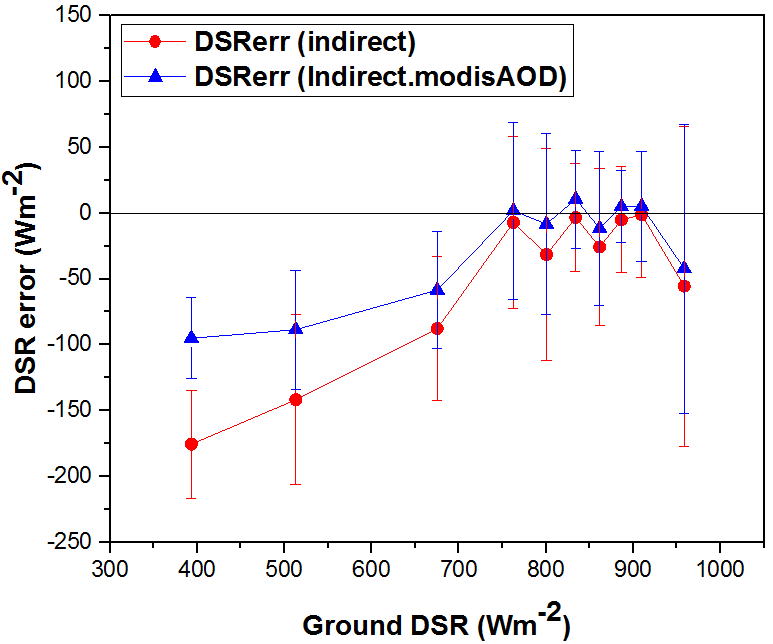 150
100
50
0
-50
-100
-150
-200
-250
DSR error (Wm-2)
DSRerr (indirect)
DSRerr (Indirect.modisAOD)
300 400 500 600 700 800 900 1000
Ground DSR (Wm-2)